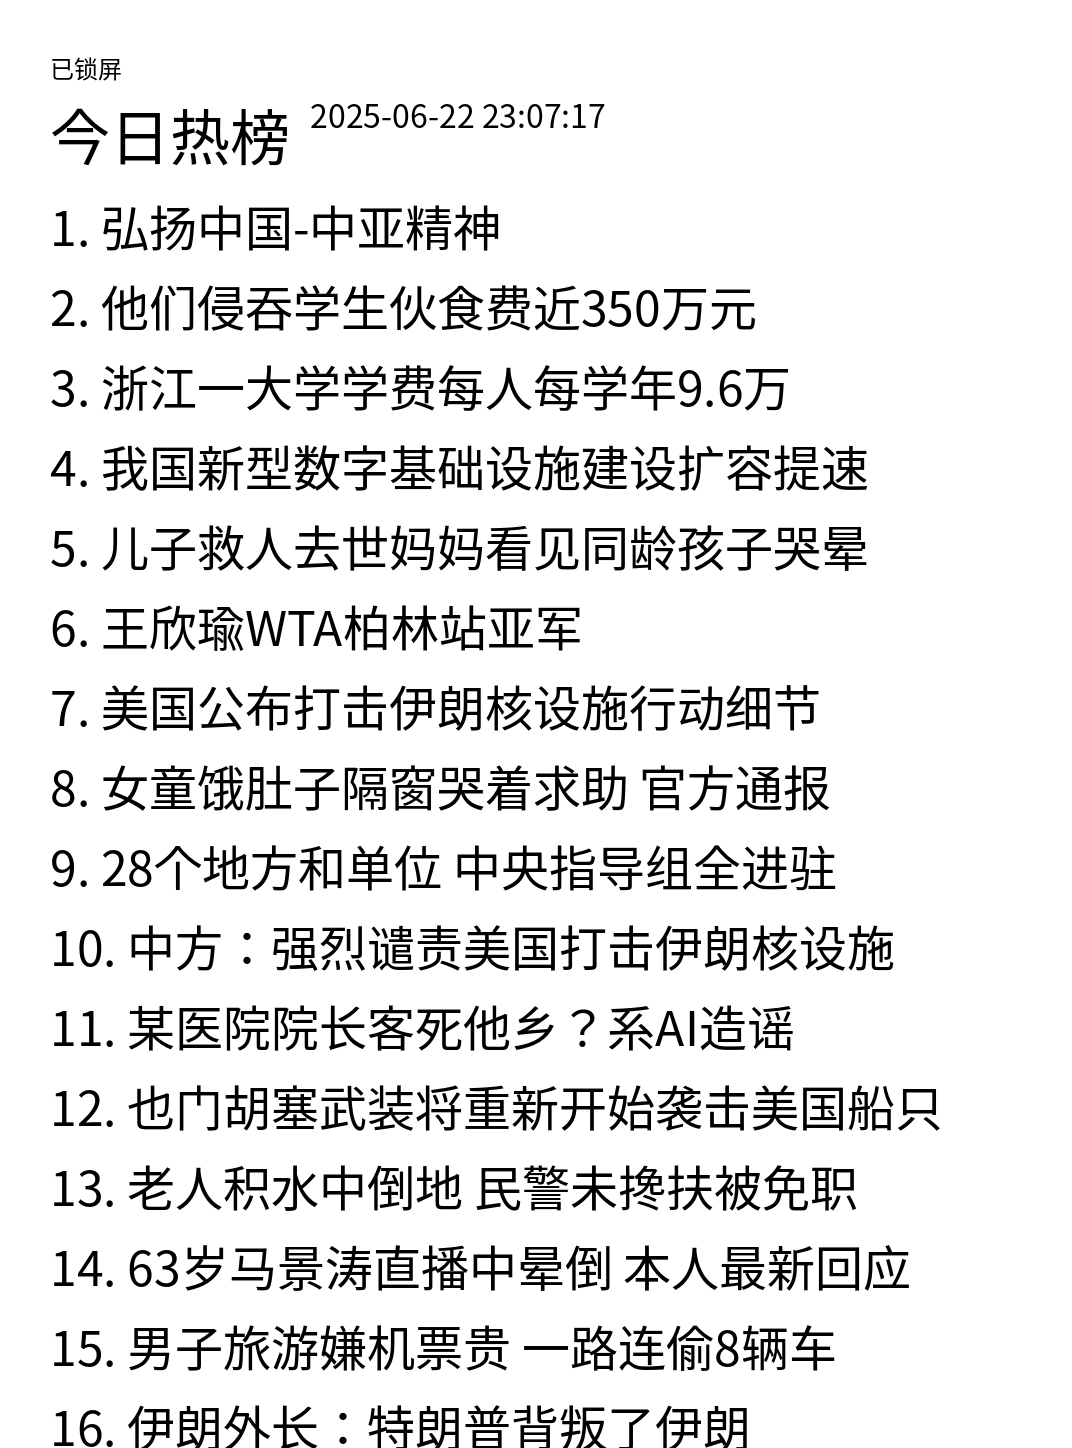 已锁屏
今日热榜 2025-06-22 23:07:17
1. 弘扬中国-中亚精神
2. 他们侵吞学生伙食费近350万元
3. 浙江一大学学费每人每学年9.6万
4. 我国新型数字基础设施建设扩容提速
5. 儿子救人去世妈妈看见同龄孩子哭晕
6. 王欣瑜WTA柏林站亚军
7. 美国公布打击伊朗核设施行动细节
8. 女童饿肚子隔窗哭着求助 官方通报
9. 28个地方和单位 中央指导组全进驻
10. 中方：强烈谴责美国打击伊朗核设施
11. 某医院院长客死他乡？系AI造谣
12. 也门胡塞武装将重新开始袭击美国船只
13. 老人积水中倒地 民警未搀扶被免职
14. 63岁马景涛直播中晕倒 本人最新回应
15. 男子旅游嫌机票贵 一路连偷8辆车
16. 伊朗外长：特朗普背叛了伊朗